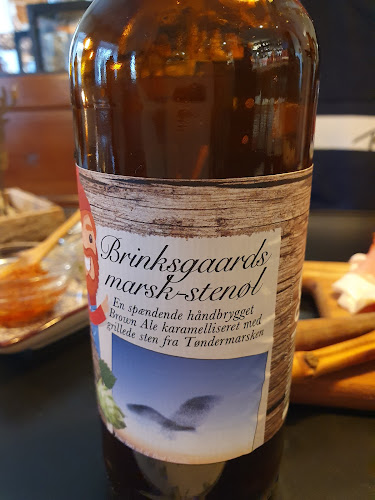 Brinksgaards
marsk-stenøl
En spændende håndbrygget
Brown Ale karamelliseret med
grillede sten fra Tøndermarsken